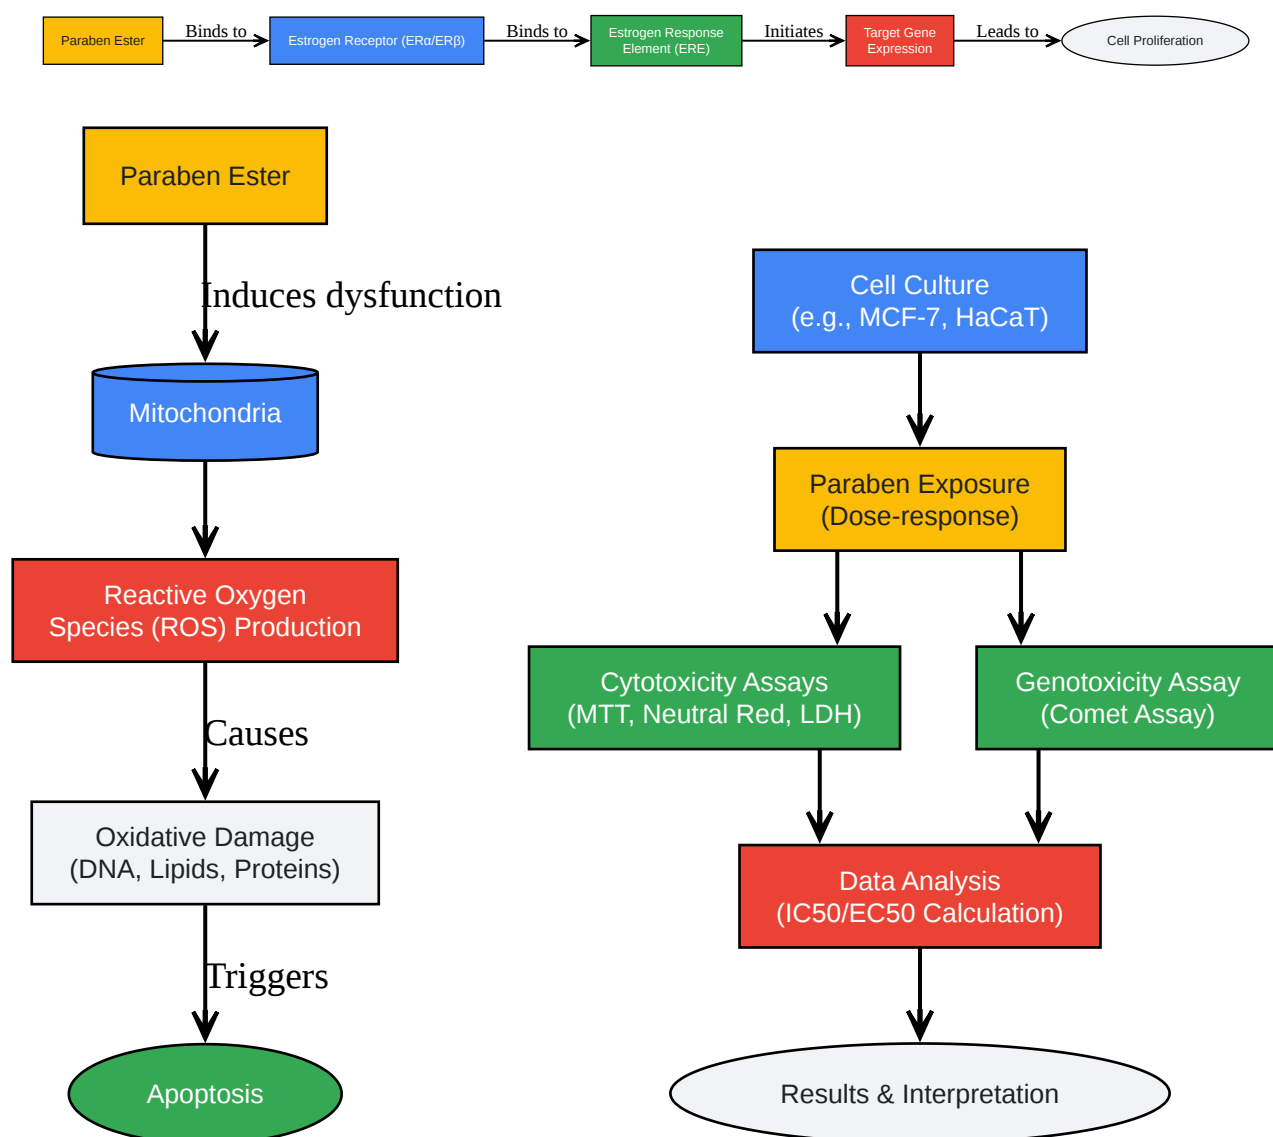 Paraben Ester
Binds to
Estrogen Receptor (ERα/ERβ)
Binds to
Estrogen Response
Element (ERE)
Initiates
Target Gene
Expression
Leads to
Cell Proliferation
Paraben Ester
Induces dysfunction
Mitochondria
Reactive Oxygen
Species (ROS) Production
Causes
Oxidative Damage
(DNA, Lipids, Proteins)
Triggers
Apoptosis
Cell Culture
(e.g., MCF-7, HaCaT)
Paraben Exposure
(Dose-response)
Cytotoxicity Assays
(MTT, Neutral Red, LDH)
Genotoxicity Assay
(Comet Assay)
Data Analysis
(IC50/EC50 Calculation)
Results & Interpretation